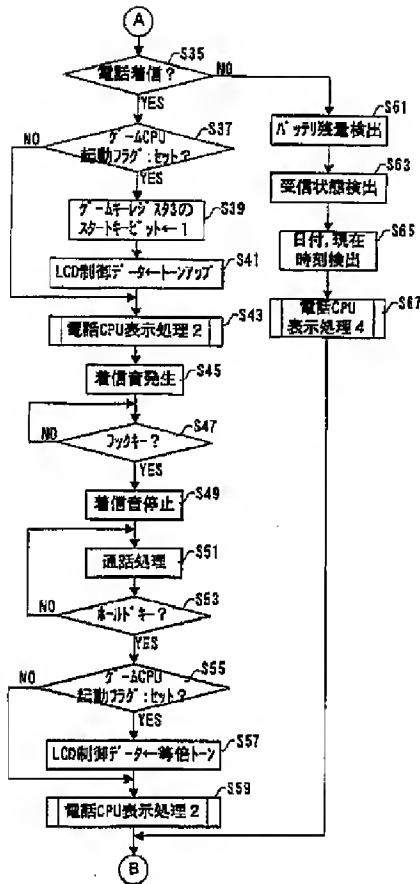 A
S35
電話着信?
NO
YES
S37
NO
ゲームCPU
起動フラグ:セット?
YES
S39
ゲームキーレジスタ3の
スタートキービット←1
S41
LCD制御データ←トーンアップ
S43
電話CPU表示処理2
S45
着信音発生
S47
フックキー?
NO
YES
S49
着信音停止
S51
通話処理
S53
ホールドキー?
NO
YES
S55
NO
ゲームCPU
起動フラグ:セット?
YES
S57
LCD制御データ←等倍トーン
S59
電話CPU表示処理2
B
S61
バッテリ残量検出
S63
受信状態検出
S65
日付,現在
時刻検出
S67
電話CPU
表示処理4